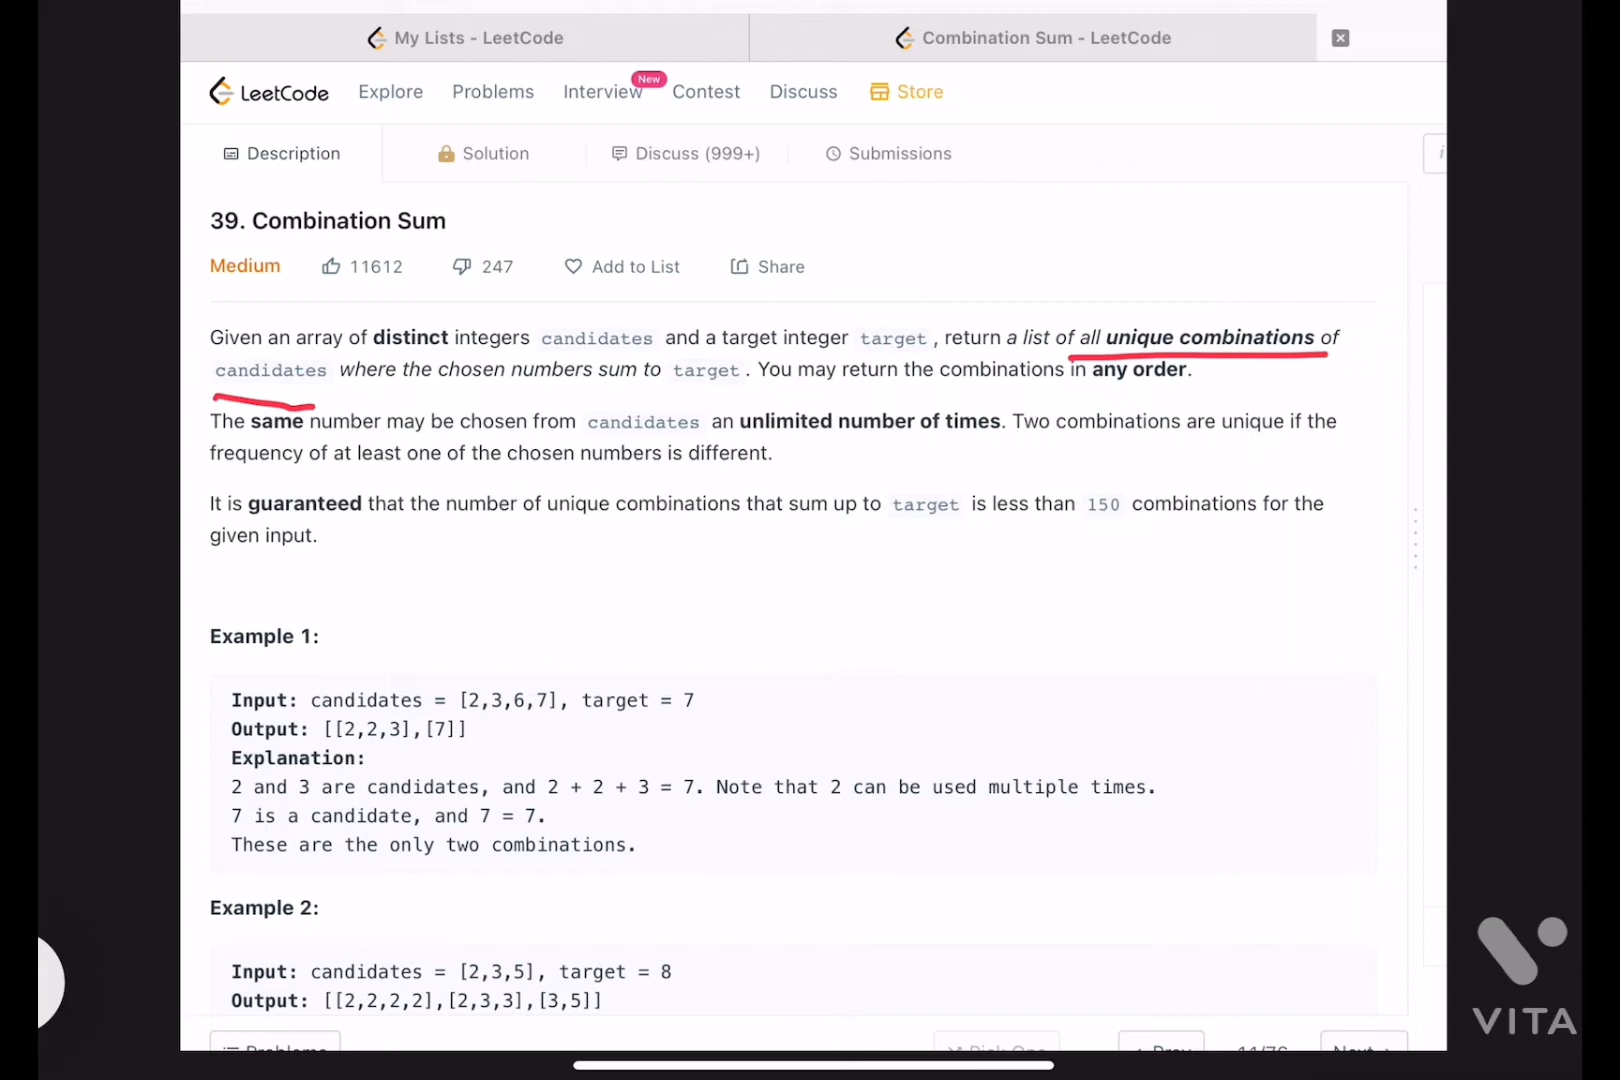 My Lists - LeetCode
Combination Sum - LeetCode
LeetCode Explore Problems Interview New Contest Discuss Store
Description Solution Discuss (999+) Submissions
39. Combination Sum
Medium 11612 247 Add to List Share
Given an array of distinct integers candidates and a target integer target, return a list of all unique combinations of
candidates where the chosen numbers sum to target. You may return the combinations in any order.
The same number may be chosen from candidates an unlimited number of times. Two combinations are unique if the
frequency of at least one of the chosen numbers is different.
It is guaranteed that the number of unique combinations that sum up to target is less than 150 combinations for the
given input.
Example 1:
Input: candidates = [2,3,6,7], target = 7
Output: [[2,2,3],[7]]
Explanation:
2 and 3 are candidates, and 2 + 2 + 3 = 7. Note that 2 can be used multiple times.
7 is a candidate, and 7 = 7.
These are the only two combinations.
Example 2:
Input: candidates = [2,3,5], target = 8
Output: [[2,2,2,2],[2,3,3],[3,5]]
Problems Pick One Prev Next
VITA